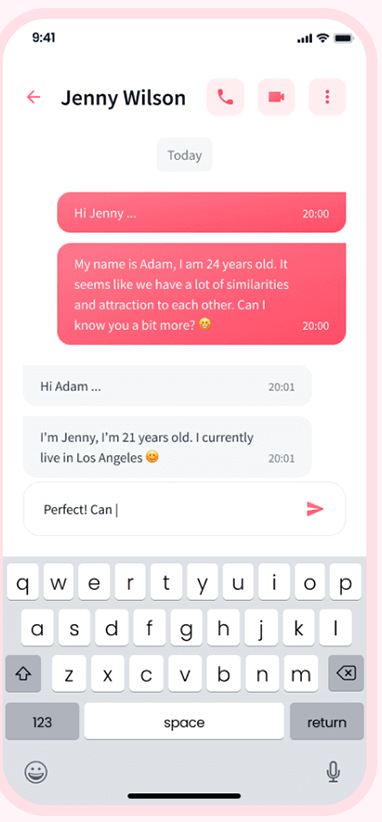 9:41
Jenny Wilson
Today
Hi Jenny ...
20:00
My name is Adam, I am 24 years old. It
seems like we have a lot of similarities
and attraction to each other. Can I
know you a bit more? 😁
20:00
Hi Adam ...
20:01
I'm Jenny, I'm 21 years old. I currently
live in Los Angeles 😊
20:01
Perfect! Can
q w e r t y u i o p
a s d f g h j k l
z x c v b n m
123 space return